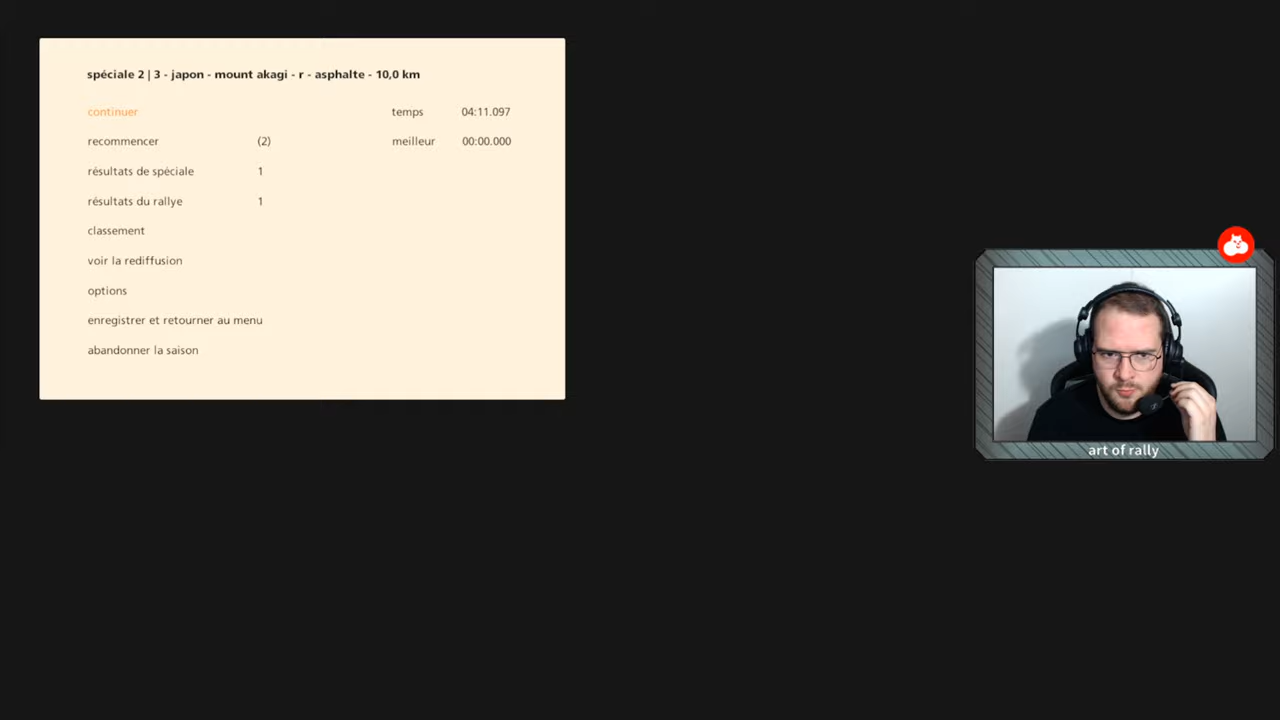 spéciale 2 | 3 - japon - mount akagi - r - asphalte - 10,0 km
continuer
temps 04:11.097
recommencer (2)
meilleur 00:00.000
résultats de spéciale 1
résultats du rallye 1
classement
voir la rediffusion
options
enregistrer et retourner au menu
abandonner la saison
art of rally